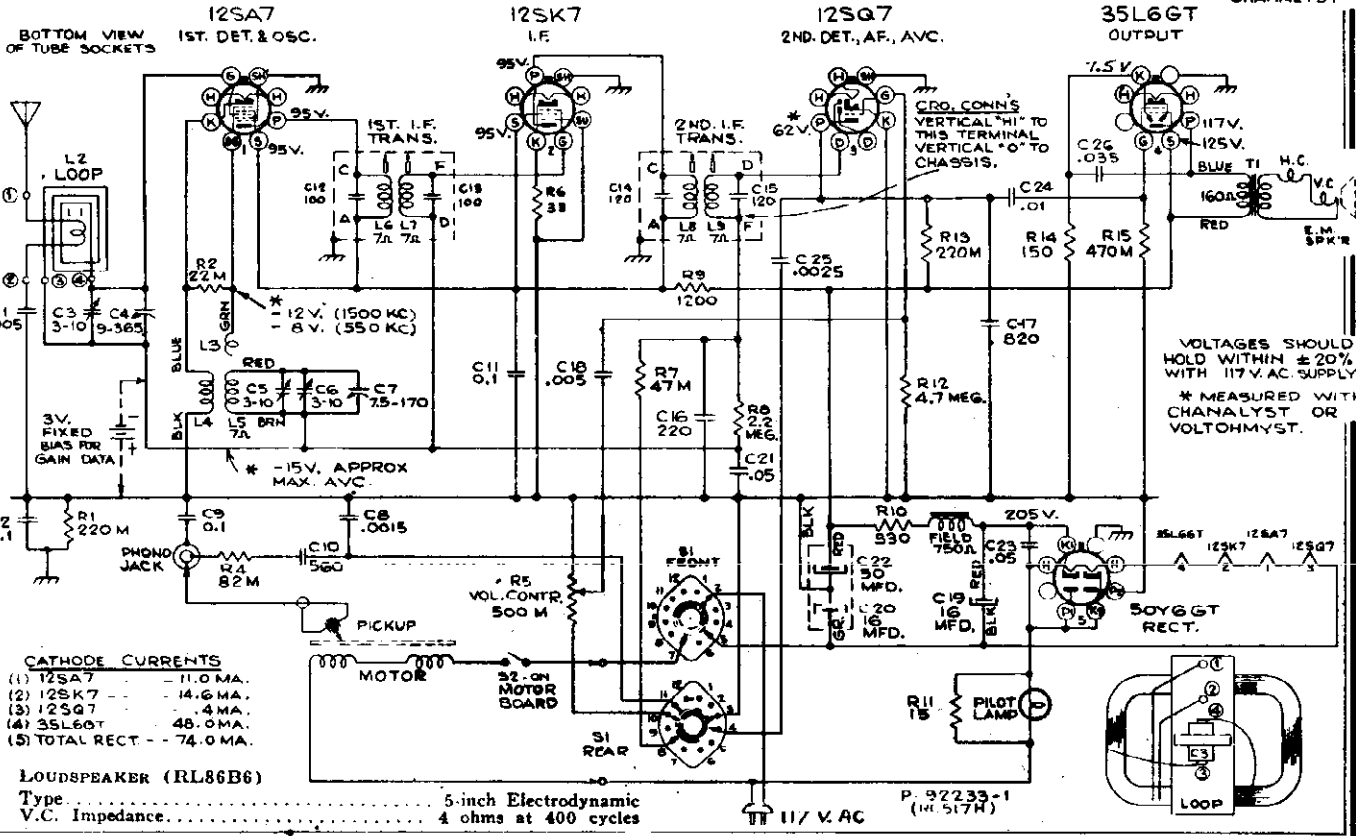 12SA7
1ST. DET. & OSC.
12SK7
I.F.
12SQ7
2ND. DET., AF., AVC.
35L6GT
OUTPUT
BOTTOM VIEW
OF TUBE SOCKETS
L2
LOOP
95V.
95V.
95V.
95V.
1ST. I.F.
TRANS.
2ND. I.F.
TRANS.
* 62V.
CRO. CONN'S
VERTICAL "HI" TO
THIS TERMINAL
VERTICAL "O" TO
CHASSIS.
7.5V
117V.
125V.
C26
.035
BLUE
T1
H.C.
V.C.
160Ω
RED
E.M.
SPK'R
C12
100
C13
100
L6
7Ω
L7
7Ω
R6
33
C14
120
C15
120
L8
7Ω
L9
7Ω
C24
.01
R13
220M
R14
150
R15
470M
C25
.0025
R2
22M
R9
1200
* -12V. (1500 KC)
- 8V. (550 KC)
C3
3-10
C4
9-365
GRN
BLUE
L3
RED
C5
3-10
C6
3-10
C7
7.5-170
L4
L5
7Ω
BRN
BLK
3V.
FIXED
BIAS FOR
GAIN DATA
* -15V. APPROX
MAX. AVC.
C11
0.1
C18
.005
R7
47M
C16
220
R8
2.2
MEG.
C21
.05
R12
4.7 MEG.
C17
820
VOLTAGES SHOULD
HOLD WITHIN ±20%
WITH 117V. AC. SUPPLY
* MEASURED WITH
CHANALYST OR
VOLTOHMYST.
R1
220M
C9
0.1
C8
.0015
PHONO
JACK
R4
82M
C10
560
R5
VOL. CONTR.
500 M
S1
FRONT
BLK
RED
R10
330
FIELD
750Ω
205V.
C23
.05
C22
50
MFD.
C20
16
MFD.
C19
16
MFD.
RED
BLK
35L6GT
12SK7
12SA7
12SQ7
50Y6GT
RECT.
PICKUP
MOTOR
S2-ON
MOTOR
BOARD
S1
REAR
R11
15
PILOT
LAMP
C3
LOOP
CATHODE CURRENTS
(1) 12SA7 - 11.0 MA.
(2) 12SK7 - - - 14.6 MA.
(3) 12SQ7 .4 MA.
(4) 35L6GT 48.0 MA.
(5) TOTAL RECT. - - 74.0 MA.
LOUDSPEAKER (RL86B6)
Type 5-inch Electrodynamic
V.C. Impedance 4 ohms at 400 cycles
117 V. AC
P-92233-1